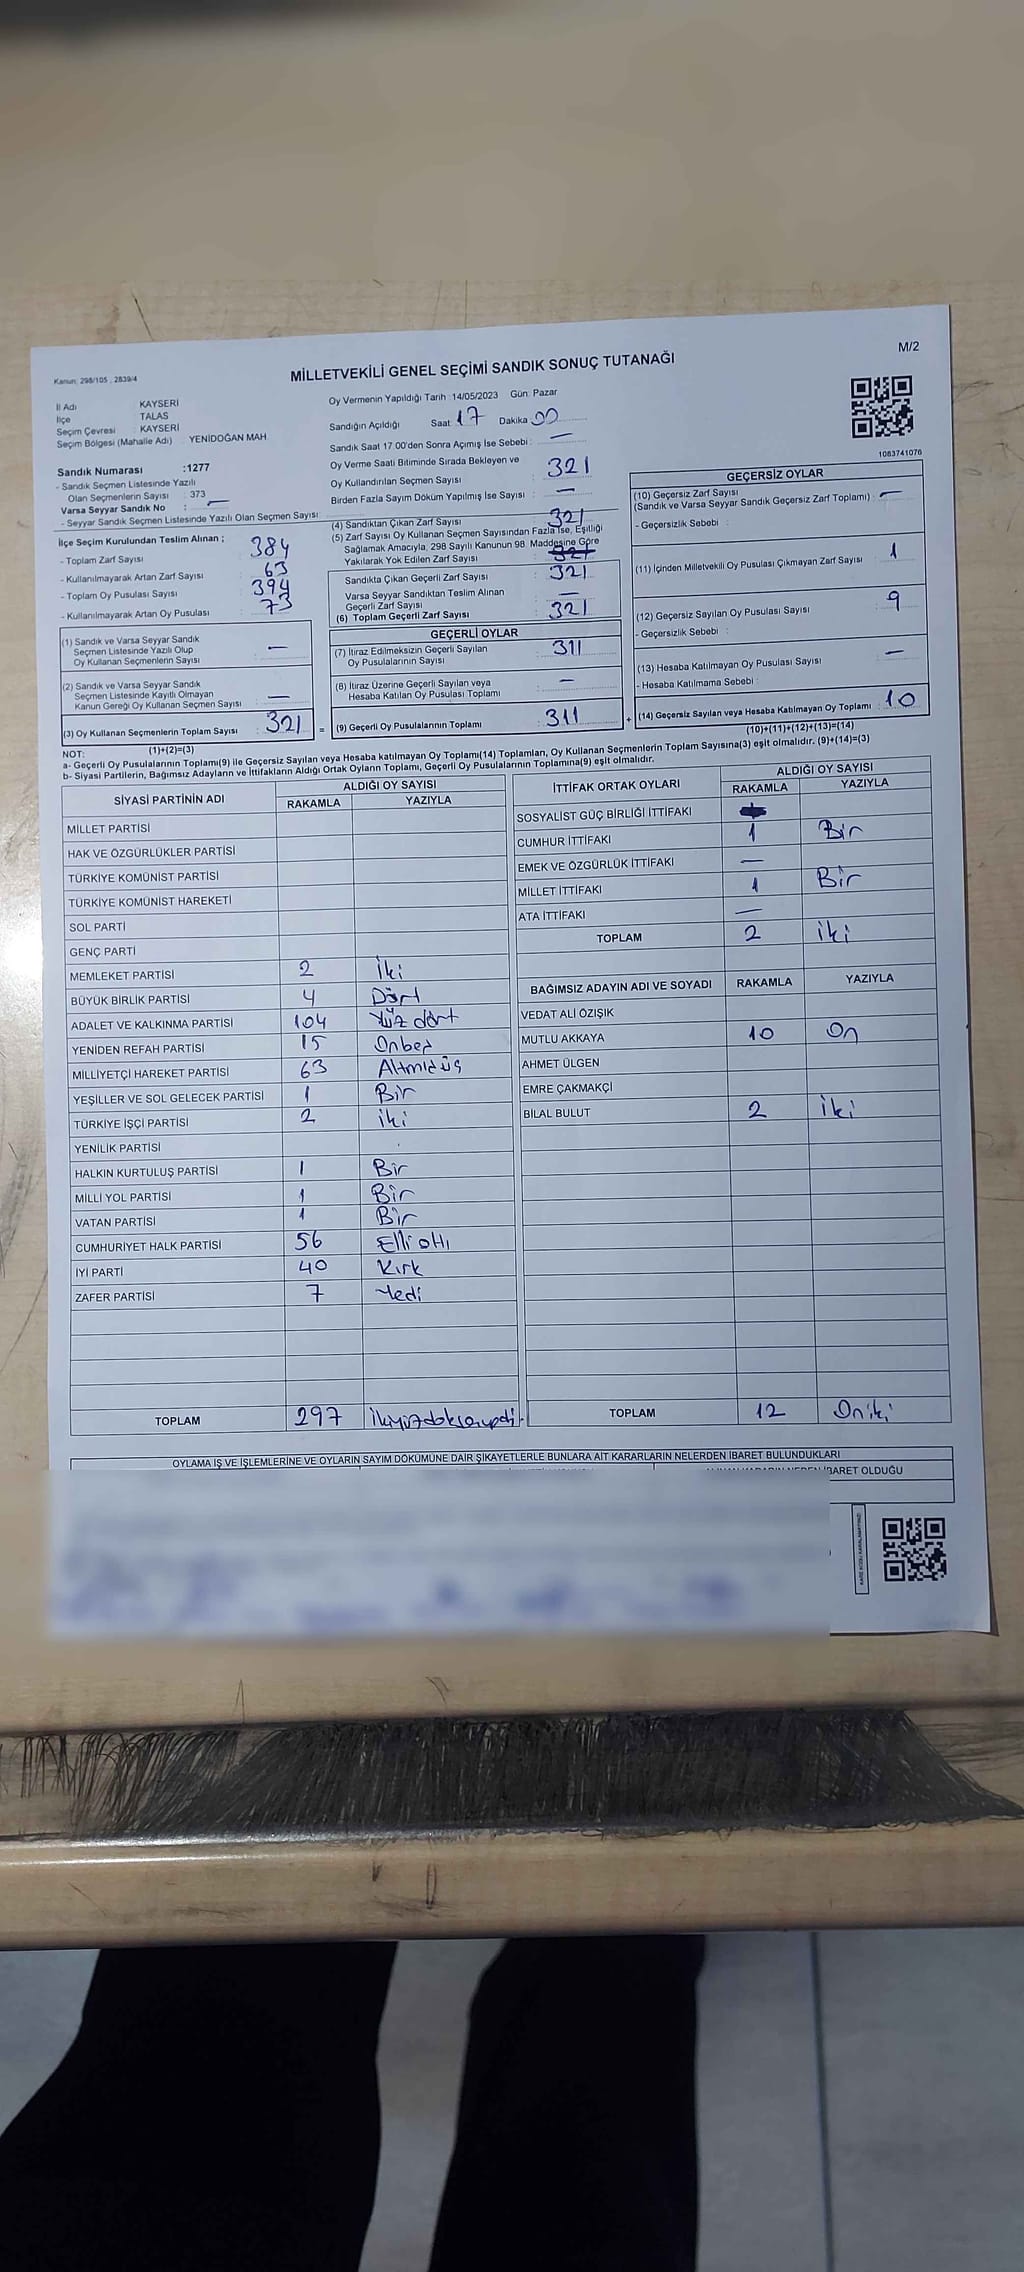 M/2
Kanun: 298/105 , 2839/4
MİLLETVEKİLİ GENEL SEÇİMİ SANDIK SONUÇ TUTANAĞI
İl Adı KAYSERİ
İlçe TALAS
Seçim Çevresi KAYSERİ
Seçim Bölgesi (Mahalle Adı) : YENİDOĞAN MAH.
Sandık Numarası :1277
- Sandık Seçmen Listesinde Yazılı
Olan Seçmenlerin Sayısı : 373
Varsa Seyyar Sandık No : —
- Seyyar Sandık Seçmen Listesinde Yazılı Olan Seçmen Sayısı:
İlçe Seçim Kurulundan Teslim Alınan ;
- Toplam Zarf Sayısı : 384
- Kullanılmayarak Artan Zarf Sayısı : 63
- Toplam Oy Pusulası Sayısı : 394
- Kullanılmayarak Artan Oy Pusulası : 73
(1) Sandık ve Varsa Seyyar Sandık
Seçmen Listesinde Yazılı Olup
Oy Kullanan Seçmenlerin Sayısı : —
(2) Sandık ve Varsa Seyyar Sandık
Seçmen Listesinde Kayıtlı Olmayan
Kanun Gereği Oy Kullanan Seçmen Sayısı : —
(3) Oy Kullanan Seçmenlerin Toplam Sayısı : 321
(1)+(2)=(3)
Oy Vermenin Yapıldığı Tarih :14/05/2023 Gün: Pazar
Sandığın Açıldığı Saat 17 Dakika 00
Sandık Saat 17.00'den Sonra Açımış İse Sebebi : —
Oy Verme Saati Bitiminde Sırada Bekleyen ve
Oy Kullandırılan Seçmen Sayısı : 321
Birden Fazla Sayım Döküm Yapılmış İse Sayısı : —
(4) Sandıktan Çıkan Zarf Sayısı : 321
(5) Zarf Sayısı Oy Kullanan Seçmen Sayısından Fazla İse, Eşitliği
Sağlamak Amacıyla, 298 Sayılı Kanunun 98. Maddesine Göre
Yakılarak Yok Edilen Zarf Sayısı : 321
Sandıkta Çıkan Geçerli Zarf Sayısı : 321
Varsa Seyyar Sandıktan Teslim Alınan
Geçerli Zarf Sayısı : —
(6) Toplam Geçerli Zarf Sayısı : 321
GEÇERLİ OYLAR
(7) İtiraz Edilmeksizin Geçerli Sayılan
Oy Pusulalarının Sayısı : 311
(8) İtiraz Üzerine Geçerli Sayılan veya
Hesaba Katılan Oy Pusulası Toplamı : —
= (9) Geçerli Oy Pusulalarının Toplamı : 311
1083741076
GEÇERSİZ OYLAR
(10) Geçersiz Zarf Sayısı
(Sandık ve Varsa Seyyar Sandık Geçersiz Zarf Toplamı) : —
- Geçersizlik Sebebi :
(11) İçinden Milletvekili Oy Pusulası Çıkmayan Zarf Sayısı : 1
(12) Geçersiz Sayılan Oy Pusulası Sayısı : 9
- Geçersizlik Sebebi :
(13) Hesaba Katılmayan Oy Pusulası Sayısı : —
- Hesaba Katılmama Sebebi :
+ (14) Geçersiz Sayılan veya Hesaba Katılmayan Oy Toplamı : 10
(10)+(11)+(12)+(13)=(14)
NOT:
a- Geçerli Oy Pusulalarının Toplamı(9) ile Geçersiz Sayılan veya Hesaba katılmayan Oy Toplamı(14) Toplamları, Oy Kullanan Seçmenlerin Toplam Sayısına(3) eşit olmalıdır. (9)+(14)=(3)
b- Siyasi Partilerin, Bağımsız Adayların ve İttifakların Aldığı Ortak Oyların Toplamı, Geçerli Oy Pusulalarının Toplamına(9) eşit olmalıdır.
SİYASİ PARTİNİN ADI ALDIĞI OY SAYISI
RAKAMLA YAZIYLA
MİLLET PARTİSİ
HAK VE ÖZGÜRLÜKLER PARTİSİ
TÜRKİYE KOMÜNİST PARTİSİ
TÜRKİYE KOMÜNİST HAREKETİ
SOL PARTİ
GENÇ PARTİ
MEMLEKET PARTİSİ 2 İki
BÜYÜK BİRLİK PARTİSİ 4 Dört
ADALET VE KALKINMA PARTİSİ 104 Yüz dört
YENİDEN REFAH PARTİSİ 15 Onbeş
MİLLİYETÇİ HAREKET PARTİSİ 63 Altmış üç
YEŞİLLER VE SOL GELECEK PARTİSİ 1 Bir
TÜRKİYE İŞÇİ PARTİSİ 2 iki
YENİLİK PARTİSİ
HALKIN KURTULUŞ PARTİSİ 1 Bir
MİLLİ YOL PARTİSİ 1 Bir
VATAN PARTİSİ 1 Bir
CUMHURİYET HALK PARTİSİ 56 Elli altı
İYİ PARTİ 40 Kırk
ZAFER PARTİSİ 7 Yedi
TOPLAM 297 ikiyüzdoksanyedi
İTTİFAK ORTAK OYLARI ALDIĞI OY SAYISI
RAKAMLA YAZIYLA
SOSYALİST GÜÇ BİRLİĞİ İTTİFAKI
CUMHUR İTTİFAKI 1 Bir
EMEK VE ÖZGÜRLÜK İTTİFAKI —
MİLLET İTTİFAKI 1 Bir
ATA İTTİFAKI —
TOPLAM 2 iki
BAĞIMSIZ ADAYIN ADI VE SOYADI RAKAMLA YAZIYLA
VEDAT ALİ ÖZIŞIK
MUTLU AKKAYA 10 On
AHMET ÜLGEN
EMRE ÇAKMAKÇİ
BİLAL BULUT 2 İki
TOPLAM 12 Oniki
OYLAMA İŞ VE İŞLEMLERİNE VE OYLARIN SAYIM DÖKÜMÜNE DAİR ŞİKAYETLERLE BUNLARA AİT KARARLARIN NELERDEN İBARET BULUNDUKLARI
İBARET OLDUĞU